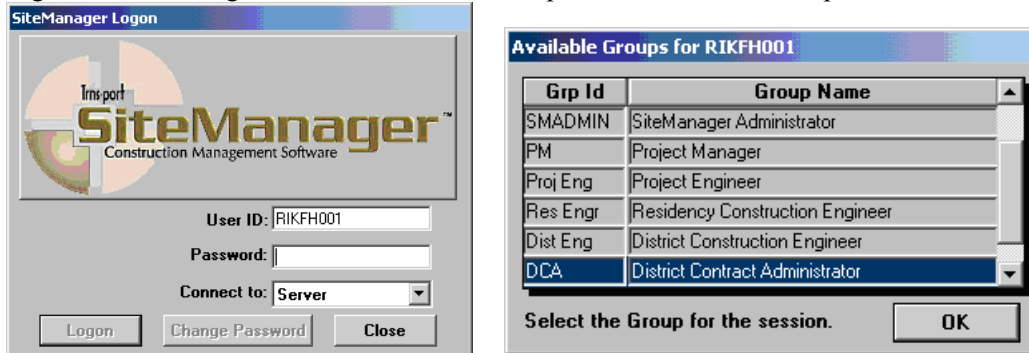 SiteManager Logon
Trns·port
SiteManager™
Construction Management Software
User ID: RIKFH001
Password:
Connect to: Server
Logon Change Password Close
Available Groups for RIKFH001
Grp Id Group Name
SMADMIN SiteManager Administrator
PM Project Manager
Proj Eng Project Engineer
Res Engr Residency Construction Engineer
Dist Eng District Construction Engineer
DCA District Contract Administrator
Select the Group for the session. OK